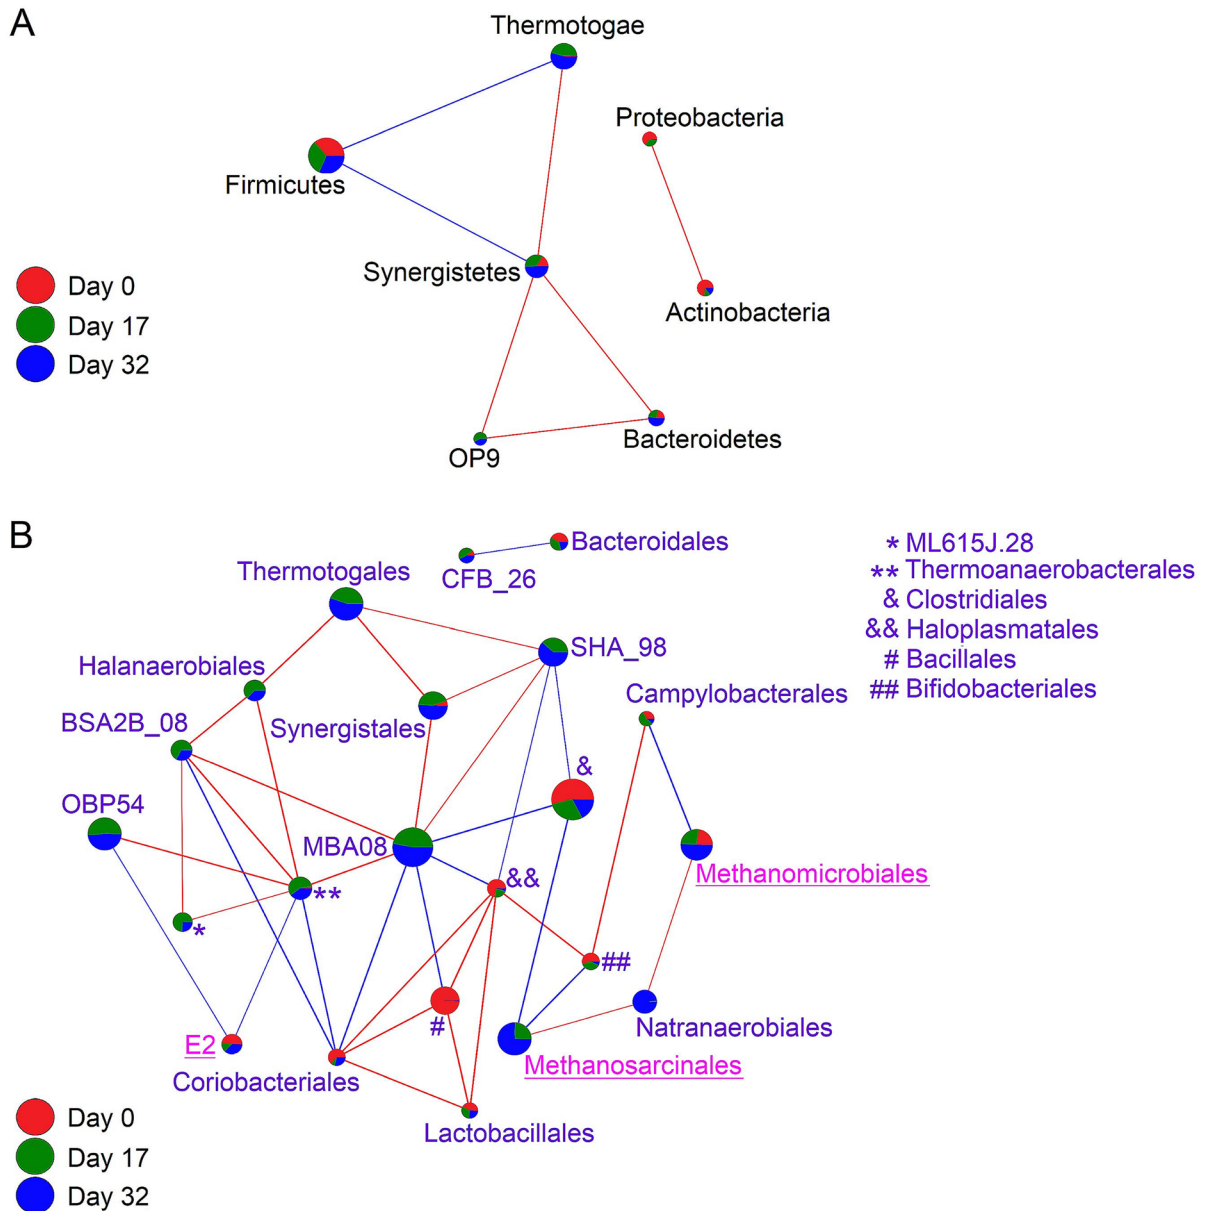 A
Thermotogae
Proteobacteria
Firmicutes
Synergistetes
Day 0
Actinobacteria
Day 17
Day 32
Bacteroidetes
OP9
B
Bacteroidales
* ML615J.28
CFB_26
Thermotogales
** Thermoanaerobacterales
& Clostridiales
&& Haloplasmatales
SHA_98
Halanaerobiales
# Bacillales
Campylobacterales
## Bifidobacteriales
BSA2B_08
Synergistales
&
OBP54
MBA08
Methanomicrobiales
&&
**
*
##
#
Natranaerobiales
E2
Methanosarcinales
Coriobacteriales
Day 0
Lactobacillales
Day 17
Day 32